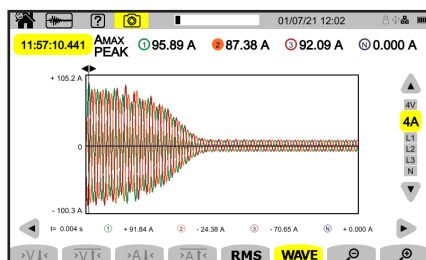 ? 01/07/21 12:02
11:57:10.441 AMAX PEAK 1 95.89 A 2 87.38 A 3 92.09 A N 0.000 A
+ 105.2 A
0
- 100.3 A
4V
4A
L1
L2
L3
N
t= 0.004 s 1 + 91.84 A 2 - 24.38 A 3 - 70.65 A N + 0.000 A
>V↓< >V↑< >A↓< >A↑< RMS WAVE